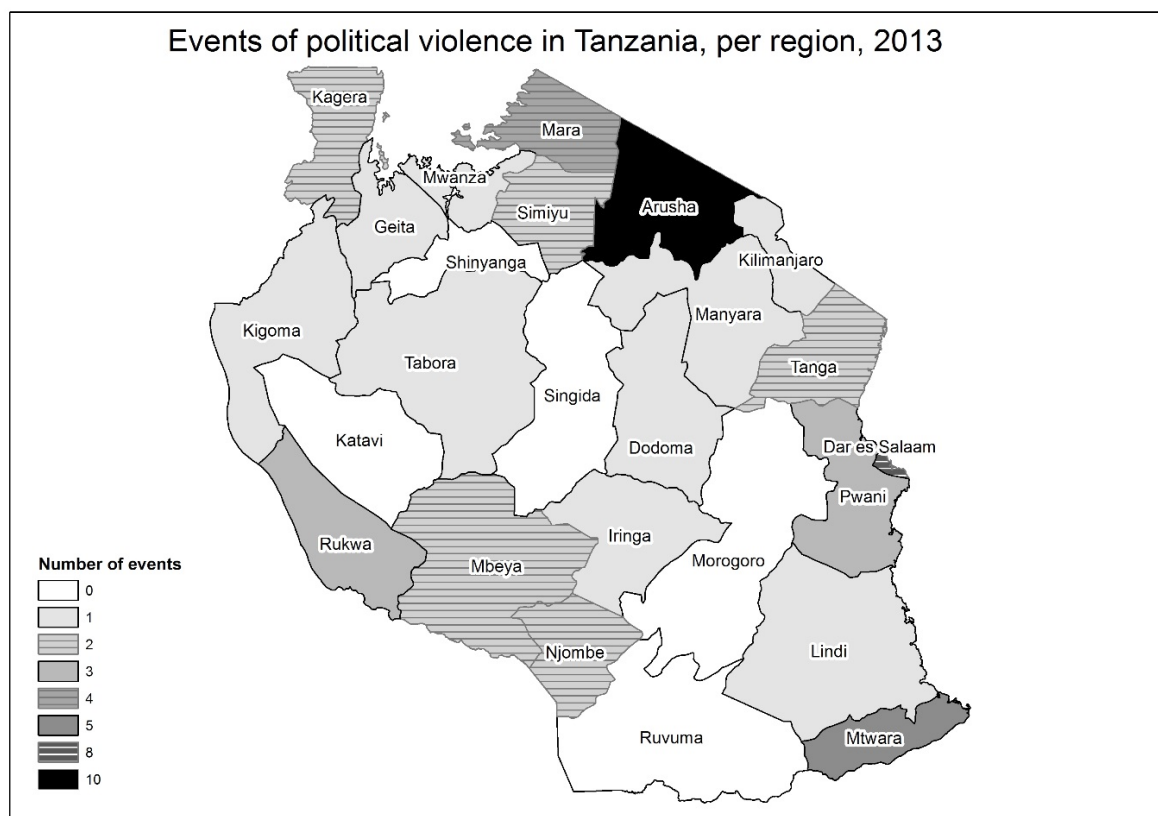 Events of political violence in Tanzania, per region, 2013
Kagera
Mara
Mwanza
Simiyu
Arusha
Geita
Shinyanga
Kilimanjaro
Kigoma
Manyara
Tabora
Tanga
Singida
Katavi
Dodoma
Dar es Salaam
Pwani
Rukwa
Iringa
Mbeya
Morogoro
Njombe
Lindi
Ruvuma
Mtwara
Number of events
0
1
2
3
4
5
8
10